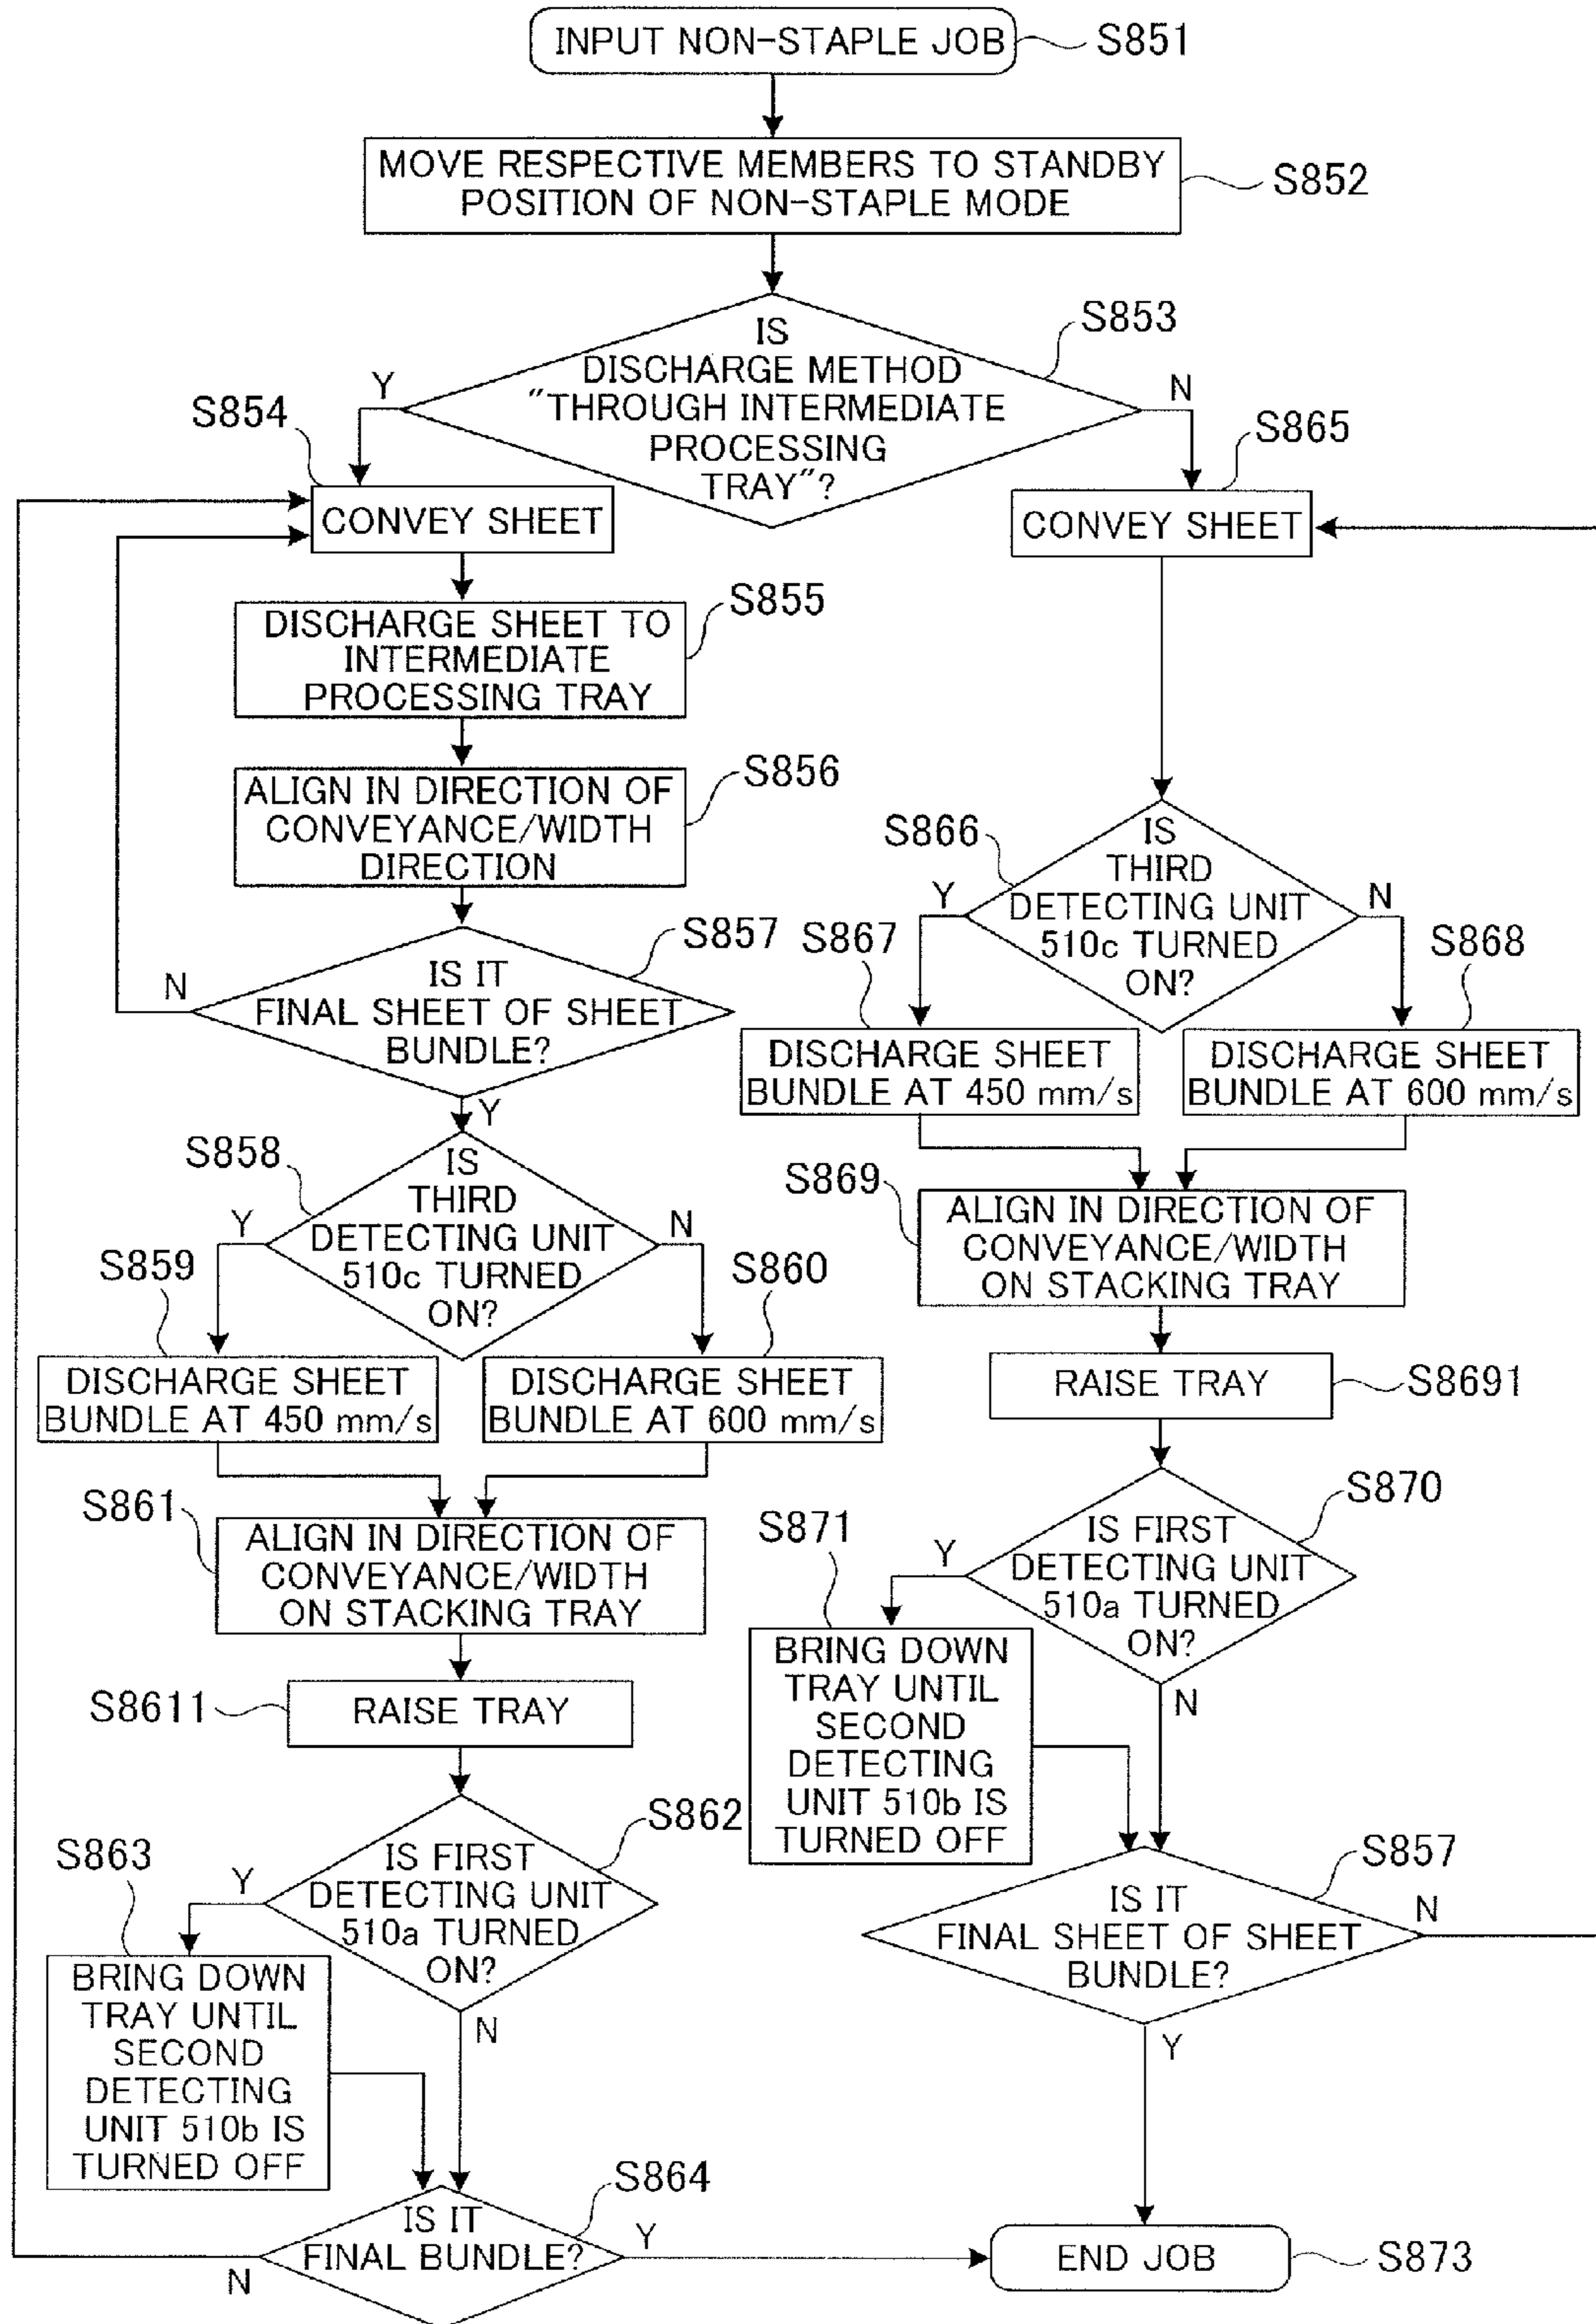 INPUT NON-STAPLE JOB
S851
MOVE RESPECTIVE MEMBERS TO STANDBY
POSITION OF NON-STAPLE MODE
S852
IS
DISCHARGE METHOD
"THROUGH INTERMEDIATE
PROCESSING
TRAY"?
S853
Y
N
S854
CONVEY SHEET
S855
DISCHARGE SHEET TO
INTERMEDIATE
PROCESSING TRAY
S856
ALIGN IN DIRECTION OF
CONVEYANCE/WIDTH
DIRECTION
S857
IS IT
FINAL SHEET OF SHEET
BUNDLE?
N
Y
S858
IS
THIRD
DETECTING UNIT
510c TURNED
ON?
Y
N
S859
DISCHARGE SHEET
BUNDLE AT 450 mm/s
S860
DISCHARGE SHEET
BUNDLE AT 600 mm/s
S861
ALIGN IN DIRECTION OF
CONVEYANCE/WIDTH
ON STACKING TRAY
S8611
RAISE TRAY
S862
IS FIRST
DETECTING UNIT
510a TURNED
ON?
Y
N
S863
BRING DOWN
TRAY UNTIL
SECOND
DETECTING
UNIT 510b IS
TURNED OFF
S864
IS IT
FINAL BUNDLE?
N
Y
S865
CONVEY SHEET
S866
IS
THIRD
DETECTING UNIT
510c TURNED
ON?
Y
N
S867
DISCHARGE SHEET
BUNDLE AT 450 mm/s
S868
DISCHARGE SHEET
BUNDLE AT 600 mm/s
S869
ALIGN IN DIRECTION OF
CONVEYANCE/WIDTH
ON STACKING TRAY
RAISE TRAY
S8691
S870
IS FIRST
DETECTING UNIT
510a TURNED
ON?
Y
N
S871
BRING DOWN
TRAY UNTIL
SECOND
DETECTING
UNIT 510b IS
TURNED OFF
S857
IS IT
FINAL SHEET OF SHEET
BUNDLE?
N
Y
END JOB
S873